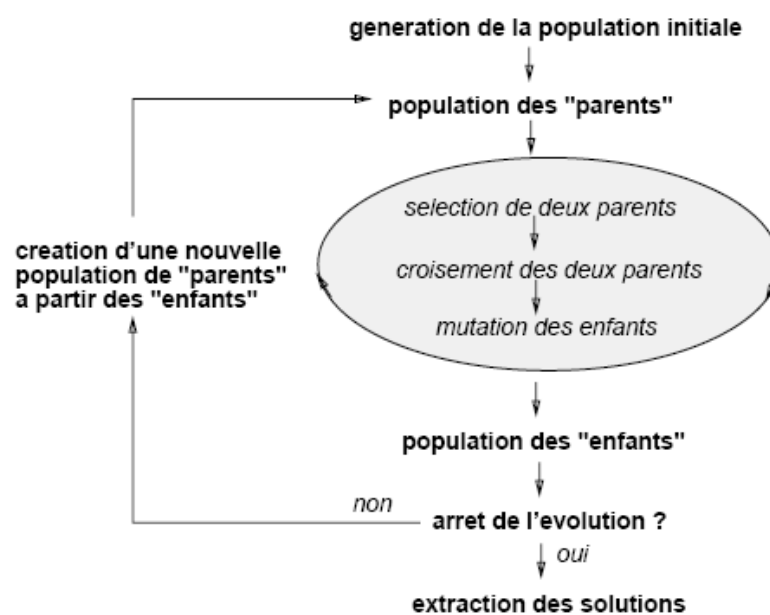 generation de la population initiale
population des "parents"
selection de deux parents
croisement des deux parents
mutation des enfants
creation d'une nouvelle
population de "parents"
a partir des "enfants"
population des "enfants"
non
arret de l'evolution ?
oui
extraction des solutions